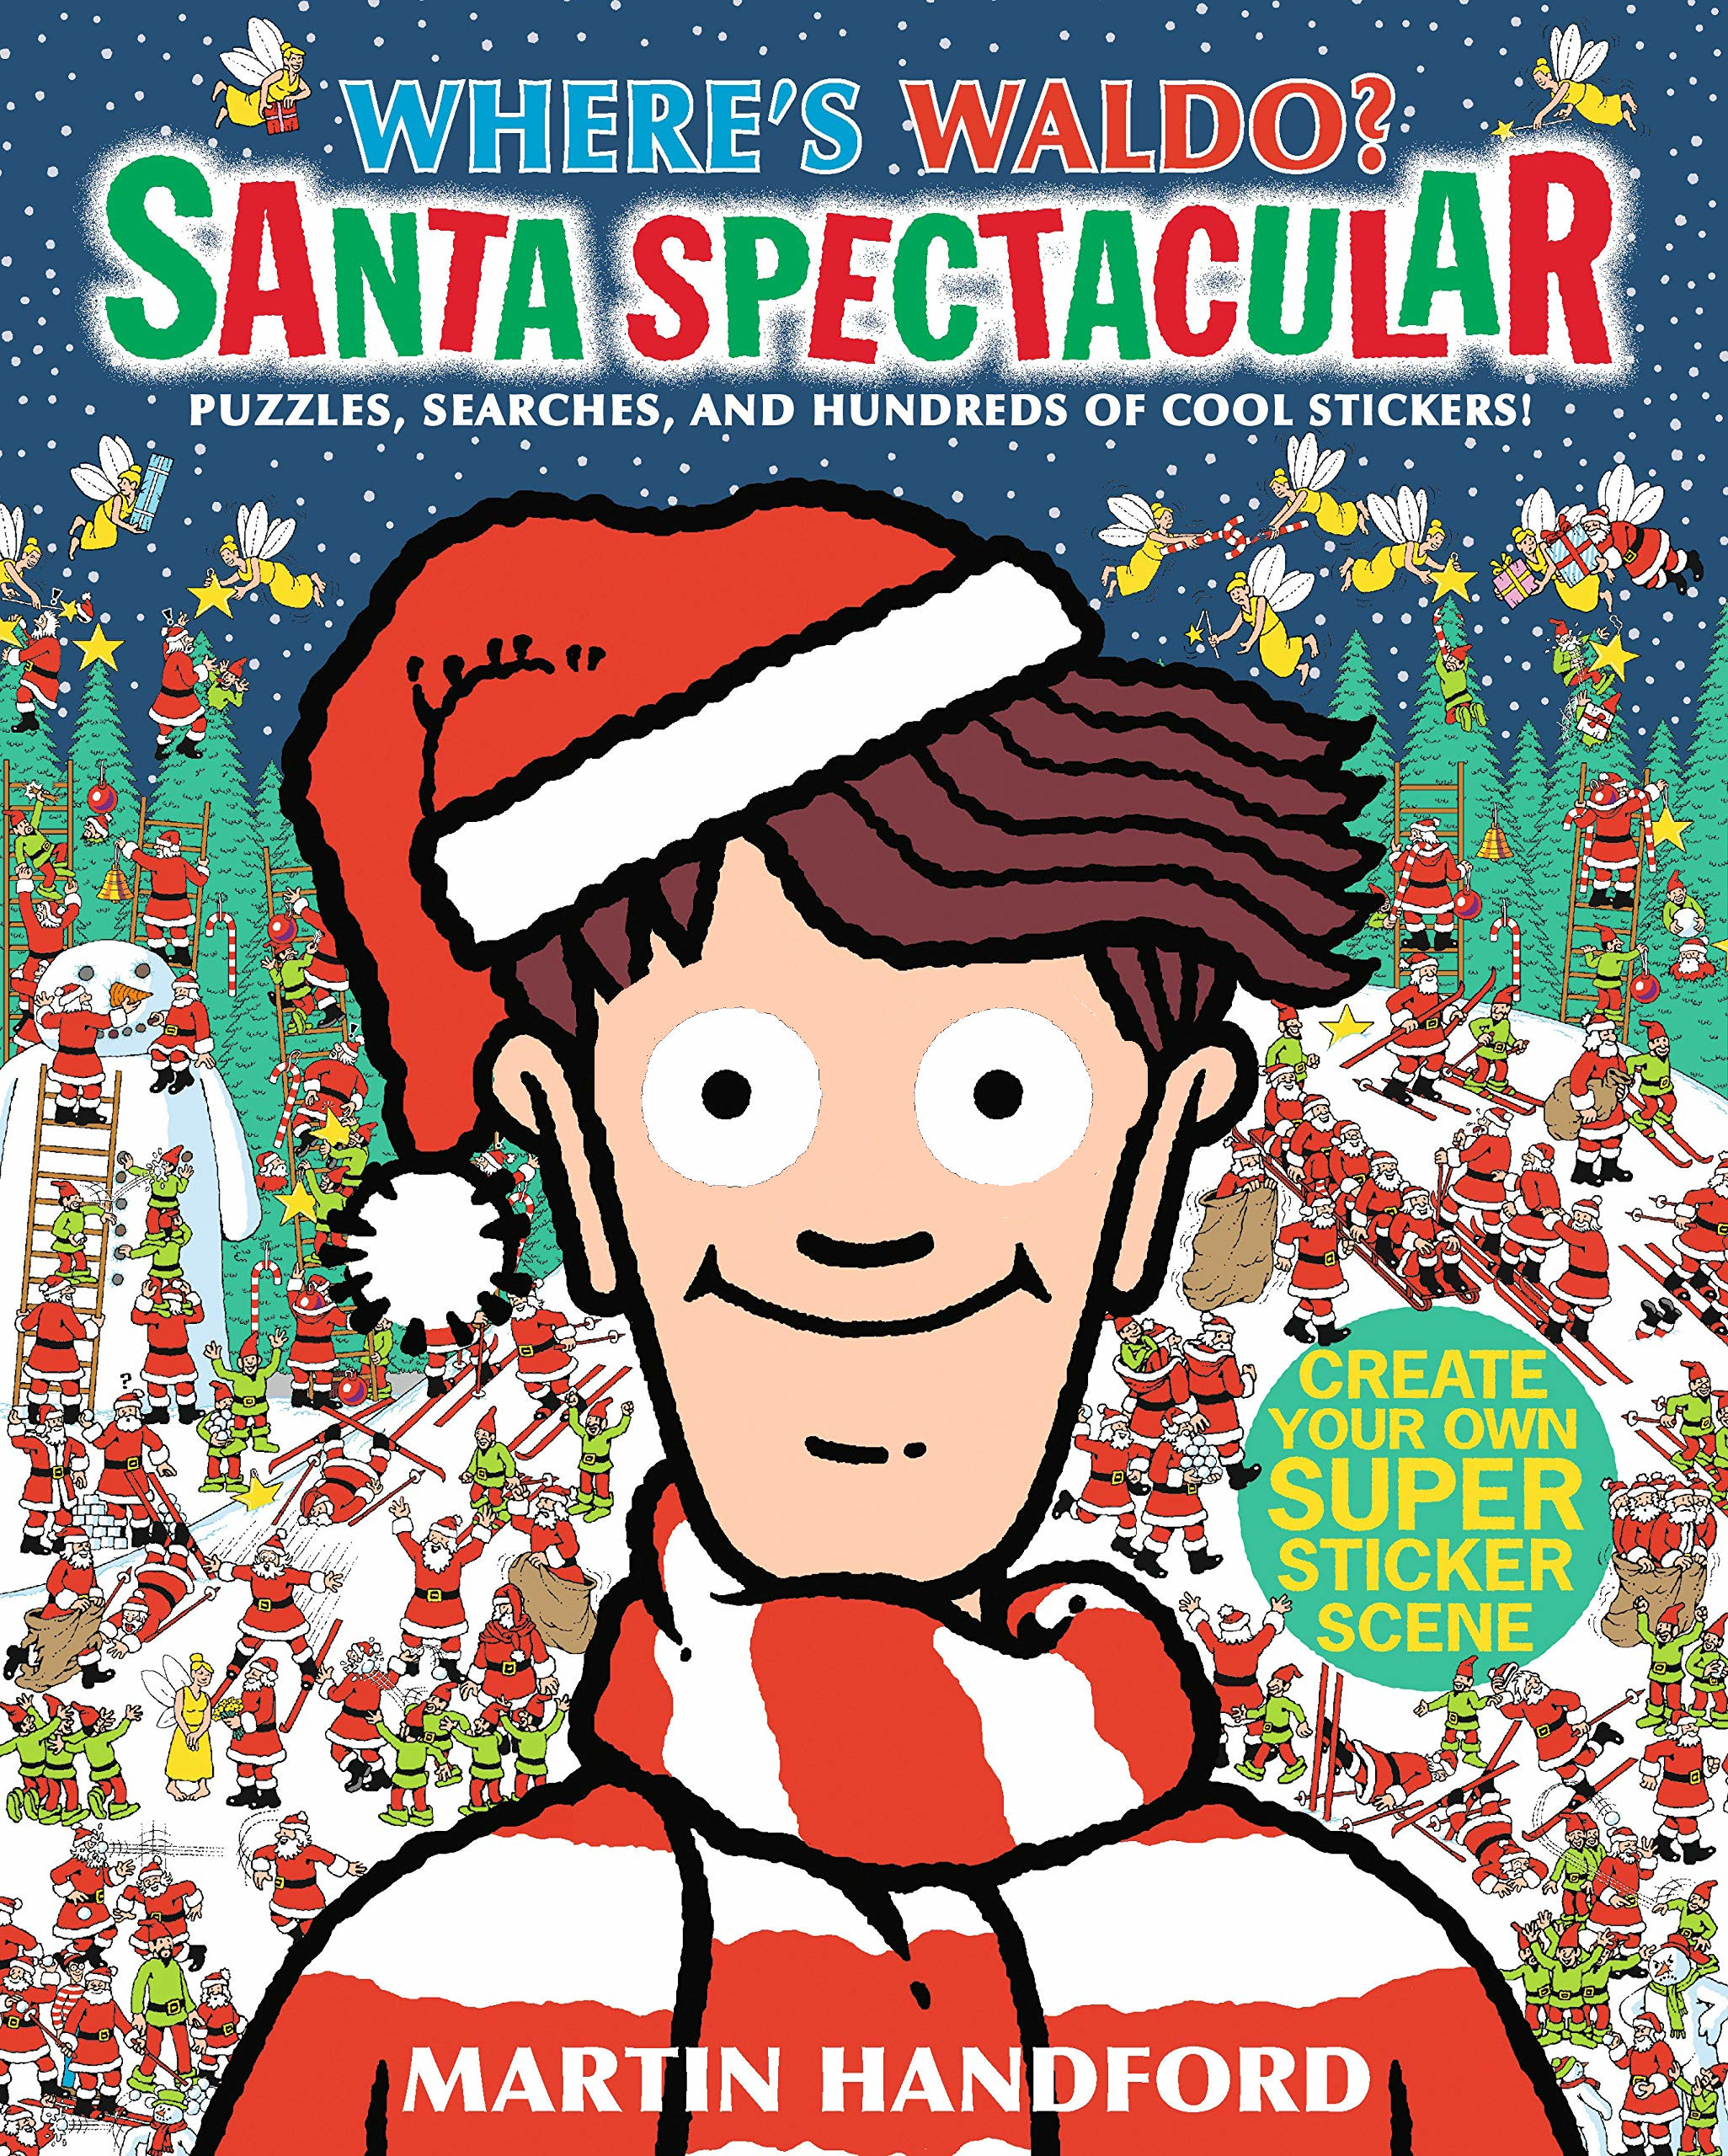 WHERE'S WALDO?
SANTA SPECTACULAR
PUZZLES, SEARCHES, AND HUNDREDS OF COOL STICKERS!
CREATE
YOUR OWN
SUPER
STICKER
SCENE
MARTIN HANDFORD